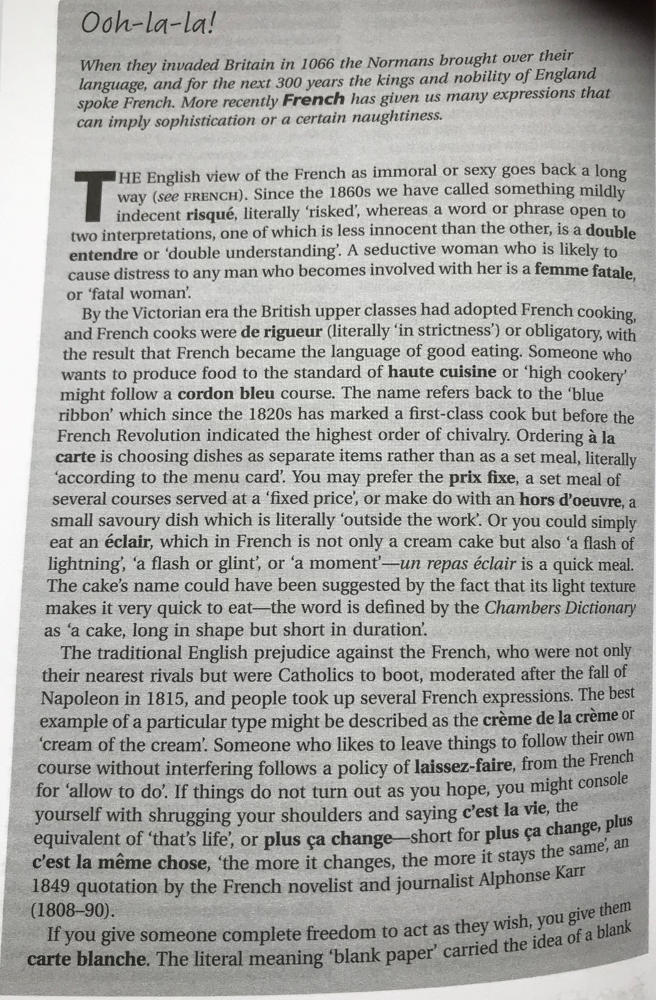 Ooh-la-la!
When they invaded Britain in 1066 the Normans brought over their
language, and for the next 300 years the kings and nobility of England
spoke French. More recently French has given us many expressions that
can imply sophistication or a certain naughtiness.
THE English view of the French as immoral or sexy goes back a long
way (see FRENCH). Since the 1860s we have called something mildly
indecent risqué, literally ‘risked’, whereas a word or phrase open to
two interpretations, one of which is less innocent than the other, is a double
entendre or ‘double understanding’. A seductive woman who is likely to
cause distress to any man who becomes involved with her is a femme fatale,
or ‘fatal woman’.
By the Victorian era the British upper classes had adopted French cooking,
and French cooks were de rigueur (literally ‘in strictness’) or obligatory, with
the result that French became the language of good eating. Someone who
wants to produce food to the standard of haute cuisine or ‘high cookery’
might follow a cordon bleu course. The name refers back to the ‘blue
ribbon’ which since the 1820s has marked a first-class cook but before the
French Revolution indicated the highest order of chivalry. Ordering à la
carte is choosing dishes as separate items rather than as a set meal, literally
‘according to the menu card’. You may prefer the prix fixe, a set meal of
several courses served at a ‘fixed price’, or make do with an hors d’oeuvre, a
small savoury dish which is literally ‘outside the work’. Or you could simply
eat an éclair, which in French is not only a cream cake but also ‘a flash of
lightning’, ‘a flash or glint’, or ‘a moment’—un repas éclair is a quick meal.
The cake’s name could have been suggested by the fact that its light texture
makes it very quick to eat—the word is defined by the Chambers Dictionary
as ‘a cake, long in shape but short in duration’.
The traditional English prejudice against the French, who were not only
their nearest rivals but were Catholics to boot, moderated after the fall of
Napoleon in 1815, and people took up several French expressions. The best
example of a particular type might be described as the crème de la crème or
‘cream of the cream’. Someone who likes to leave things to follow their own
course without interfering follows a policy of laissez-faire, from the French
for ‘allow to do’. If things do not turn out as you hope, you might console
yourself with shrugging your shoulders and saying c’est la vie, the
equivalent of ‘that’s life’, or plus ça change—short for plus ça change, plus
c’est la même chose, ‘the more it changes, the more it stays the same’, an
1849 quotation by the French novelist and journalist Alphonse Karr
(1808–90).
If you give someone complete freedom to act as they wish, you give them
carte blanche. The literal meaning ‘blank paper’ carried the idea of a blank